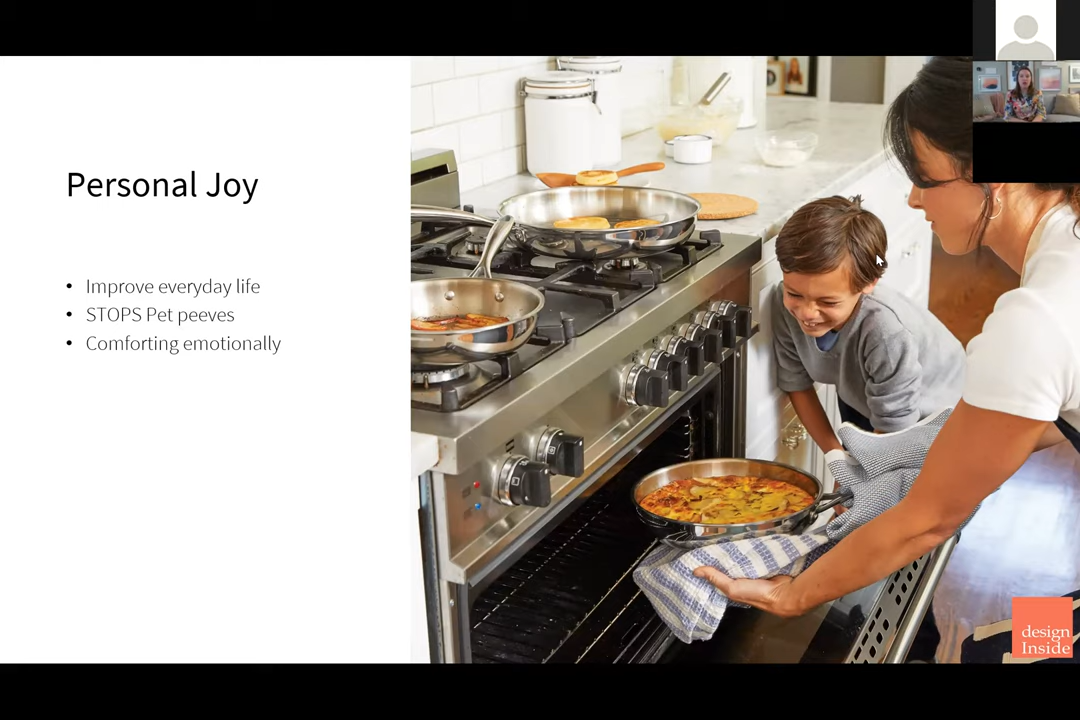 Personal Joy
• Improve everyday life
• STOPS Pet peeves
• Comforting emotionally
design
Inside